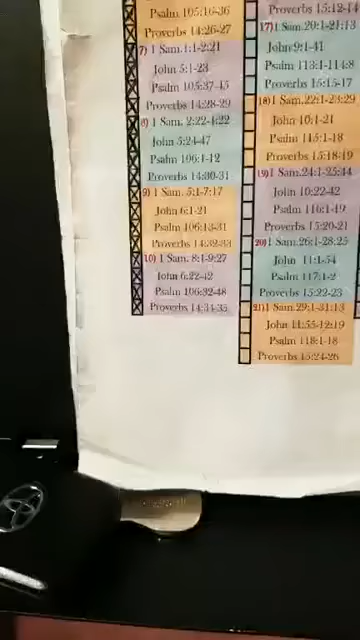 Psalm 105:16-36
Proverbs 14:26-27
7) 1 Sam.1:1-2:21
John 5:1-23
Psalm 105:37-45
Proverbs 14:28-29
8) 1 Sam. 2:22-4:22
John 5:24-47
Psalm 106:1-12
Proverbs 14:30-31
9) 1 Sam. 5:1-7:17
John 6:1-21
Psalm 106:13-31
Proverbs 14:32-33
10) 1 Sam. 8:1-9:27
John 6:22-42
Psalm 106:32-48
Proverbs 14:34-35
Proverbs 15:12-14
17) 1 Sam. 20:1-21:15
John 9:1-41
Psalm 113:1-114:8
Proverbs 15:15-17
18) 1 Sam.22:1-23:29
John 10:1-21
Psalm 115:1-18
Proverbs 15:18-19
19) 1 Sam.24:1-25:44
John 10:22-42
Psalm 116:1-19
Proverbs 15:20-21
20) 1 Sam.26:1-28:25
John 11:1-54
Psalm 117:1-2
Proverbs 15:22-23
21) 1 Sam.29:1-31:13
John 11:55-12:19
Psalm 118:1-18
Proverbs 15:24-26